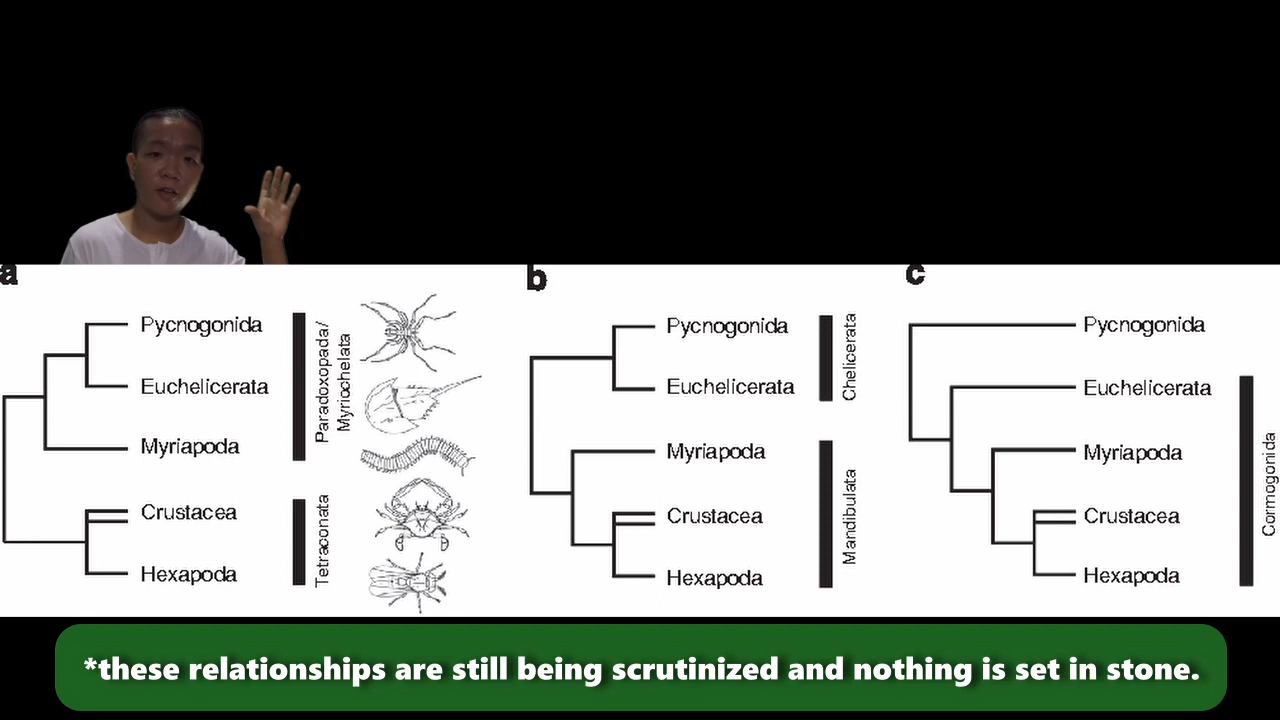 a
Pycnogonida
Euchelicerata
Myriapoda
Crustacea
Hexapoda
Paradoxopada/
Myriochelata
Tetraconata
b
Pycnogonida
Euchelicerata
Myriapoda
Crustacea
Hexapoda
Chelicerata
Mandibulata
c
Pycnogonida
Euchelicerata
Myriapoda
Crustacea
Hexapoda
Cormogonida
*these relationships are still being scrutinized and nothing is set in stone.